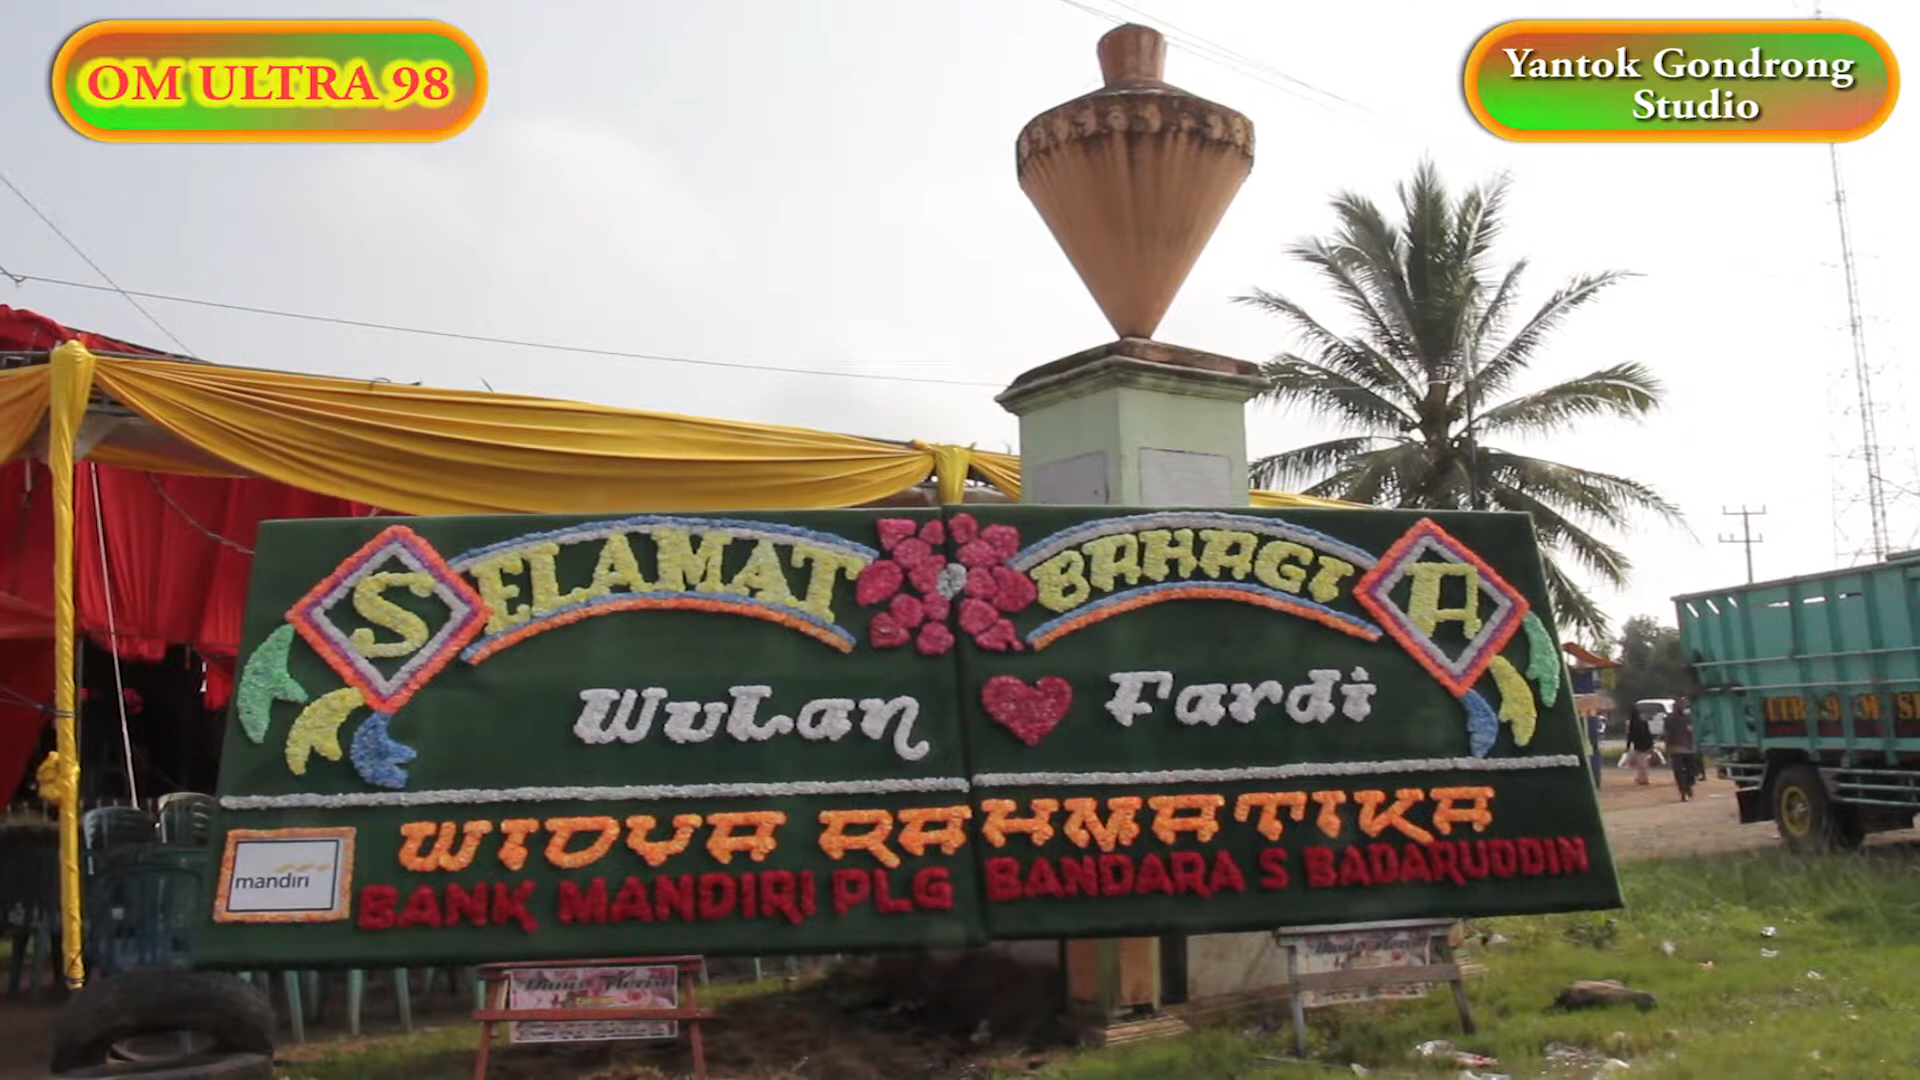 OM ULTRA 98
Yantok Gondrong
Studio
SELAMAT BAHAGIA
Wulan Fardi
WIDYA RAHMATIKA
mandiri
BANK MANDIRI PLG BANDARA S BADARUDDIN